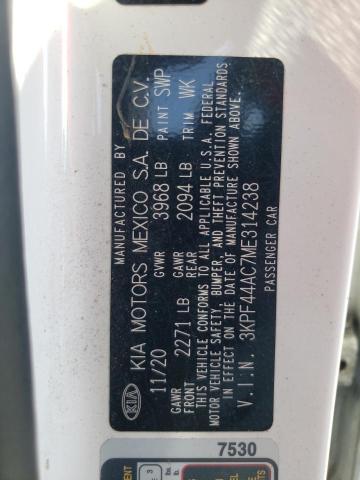 KIA
MANUFACTURED BY
KIA MOTORS MEXICO S.A. DE C.V.
11/20 GVWR 3968 LB PAINT SWP
GAWR FRONT 2271 LB GAWR REAR 2094 LB TRIM WK
THIS VEHICLE CONFORMS TO ALL APPLICABLE U.S.A. FEDERAL
MOTOR VEHICLE SAFETY, BUMPER, AND THEFT PREVENTION STANDARDS
IN EFFECT ON THE DATE OF MANUFACTURE SHOWN ABOVE.
V.I.N. 3KPF44AC7ME314238
PASSENGER CAR
7530
3